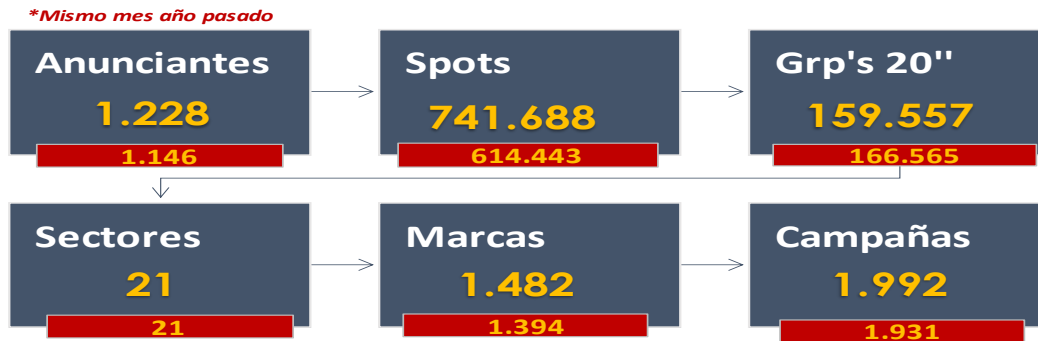 *Mismo mes año pasado
Anunciantes
1.228
1.146
Spots
741.688
614.443
Grp's 20''
159.557
166.565
Sectores
21
21
Marcas
1.482
1.394
Campañas
1.992
1.931